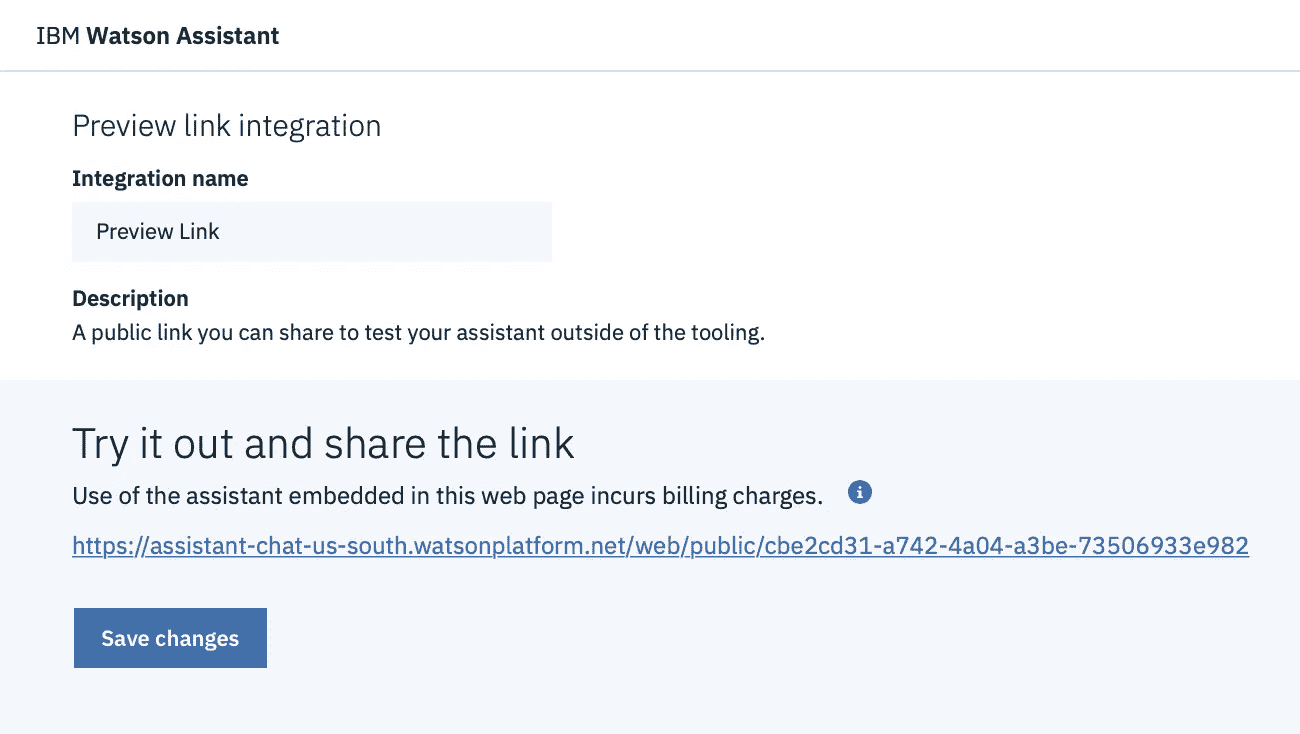 IBM Watson Assistant
Preview link integration
Integration name
Preview Link
Description
A public link you can share to test your assistant outside of the tooling.
Try it out and share the link
Use of the assistant embedded in this web page incurs billing charges.
https://assistant-chat-us-south.watsonplatform.net/web/public/cbe2cd31-a742-4a04-a3be-73506933e982
Save changes